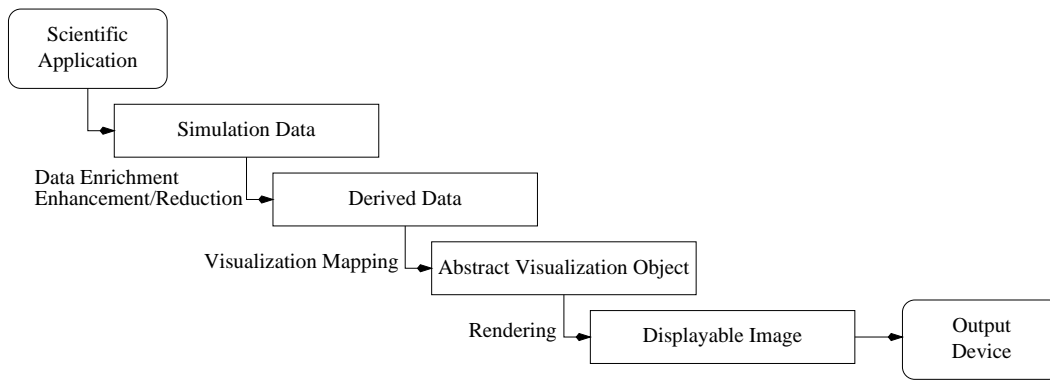 Scientific
Application
Simulation Data
Data Enrichment
Enhancement/Reduction
Derived Data
Visualization Mapping
Abstract Visualization Object
Rendering
Displayable Image
Output
Device